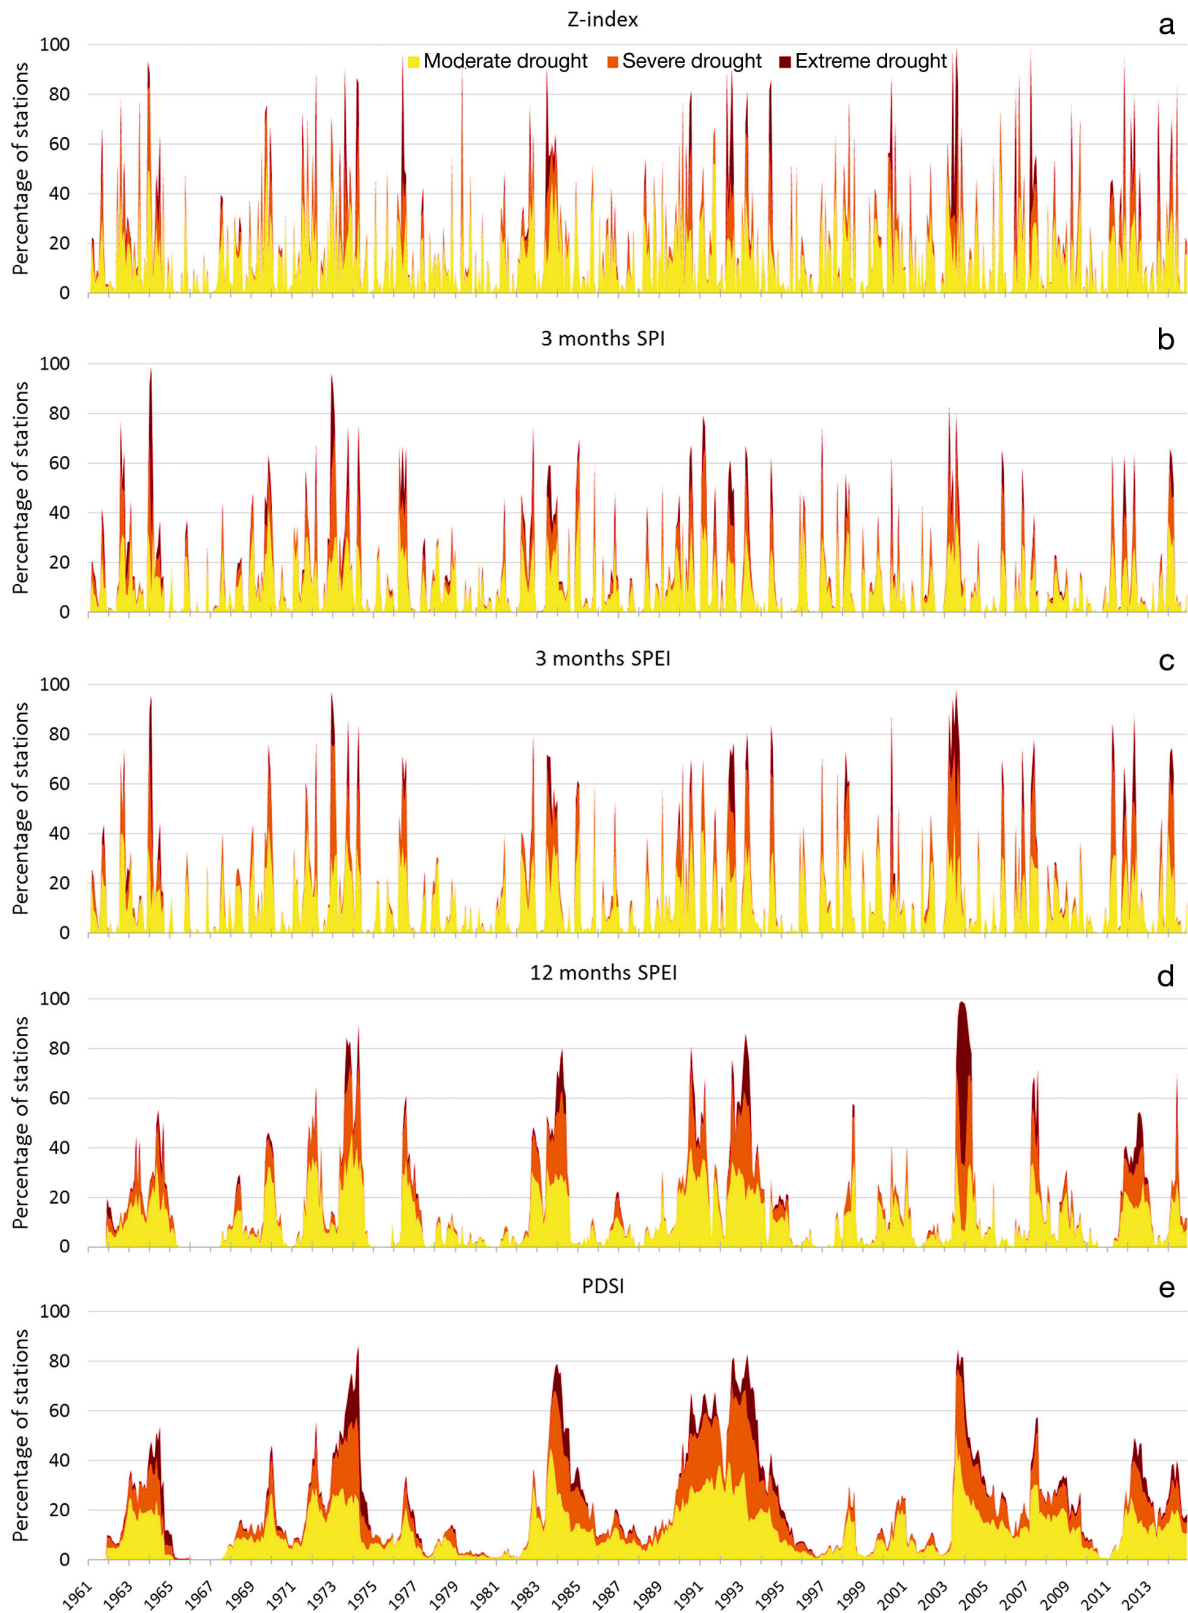 Z-index
a
Moderate drought Severe drought Extreme drought
Percentage of stations
100
80
60
40
20
0
3 months SPI
b
Percentage of stations
100
80
60
40
20
0
3 months SPEI
c
Percentage of stations
100
80
60
40
20
0
12 months SPEI
d
Percentage of stations
100
80
60
40
20
0
PDSI
e
Percentage of stations
100
80
60
40
20
0
1961 1963 1965 1967 1969 1971 1973 1975 1977 1979 1981 1983 1985 1987 1989 1991 1993 1995 1997 1999 2001 2003 2005 2007 2009 2011 2013